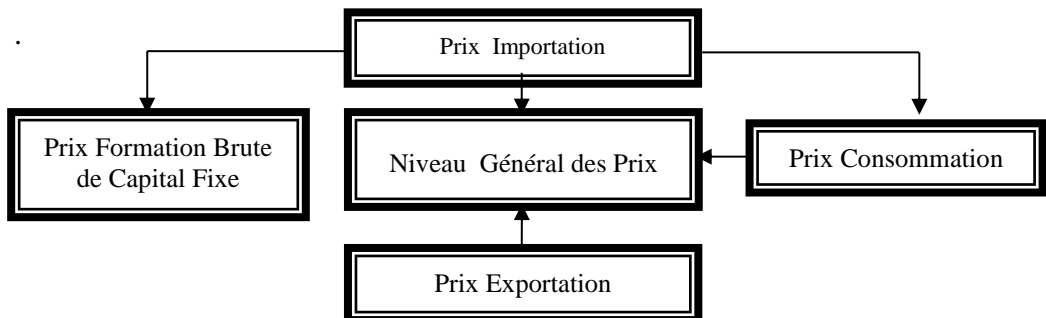 .
Prix Importation
Prix Formation Brute
de Capital Fixe
Niveau Général des Prix
Prix Consommation
Prix Exportation